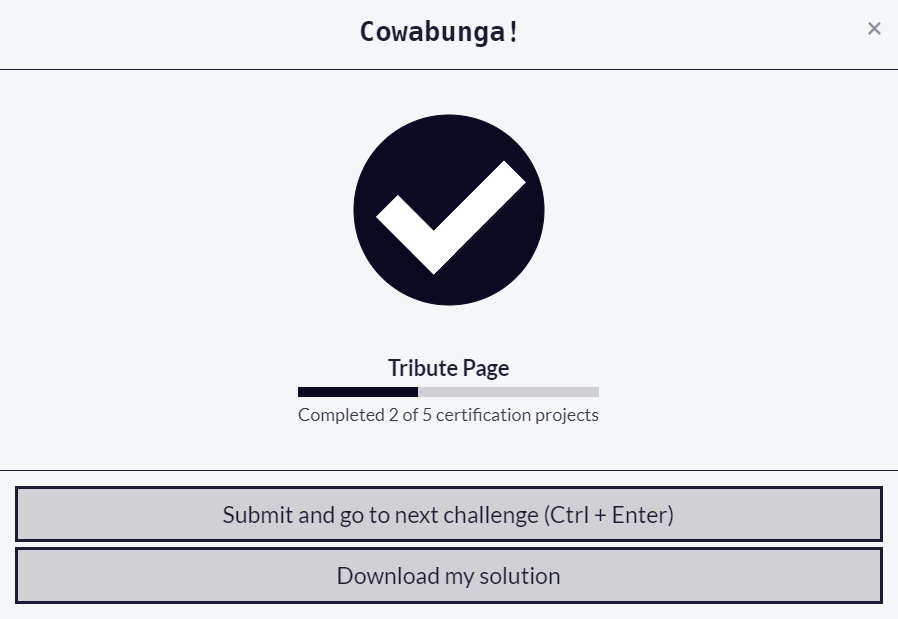 Cowabunga!
×
Tribute Page
Completed 2 of 5 certification projects
Submit and go to next challenge (Ctrl + Enter)
Download my solution